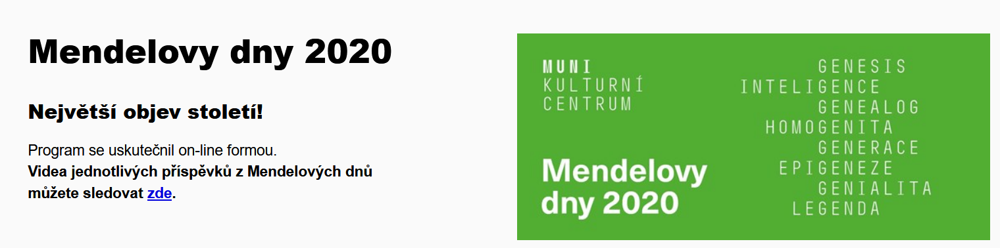 Mendelovy dny 2020
Největší objev století!
Program se uskutečnil on-line formou.
Videa jednotlivých příspěvků z Mendelových dnů
můžete sledovat zde.
MUNI
KULTURNÍ
CENTRUM
Mendelovy
dny 2020
GENESIS
INTELIGENCE
GENEALOG
HOMOGENITA
GENERACE
EPIGENEZE
GENIALITA
LEGENDA